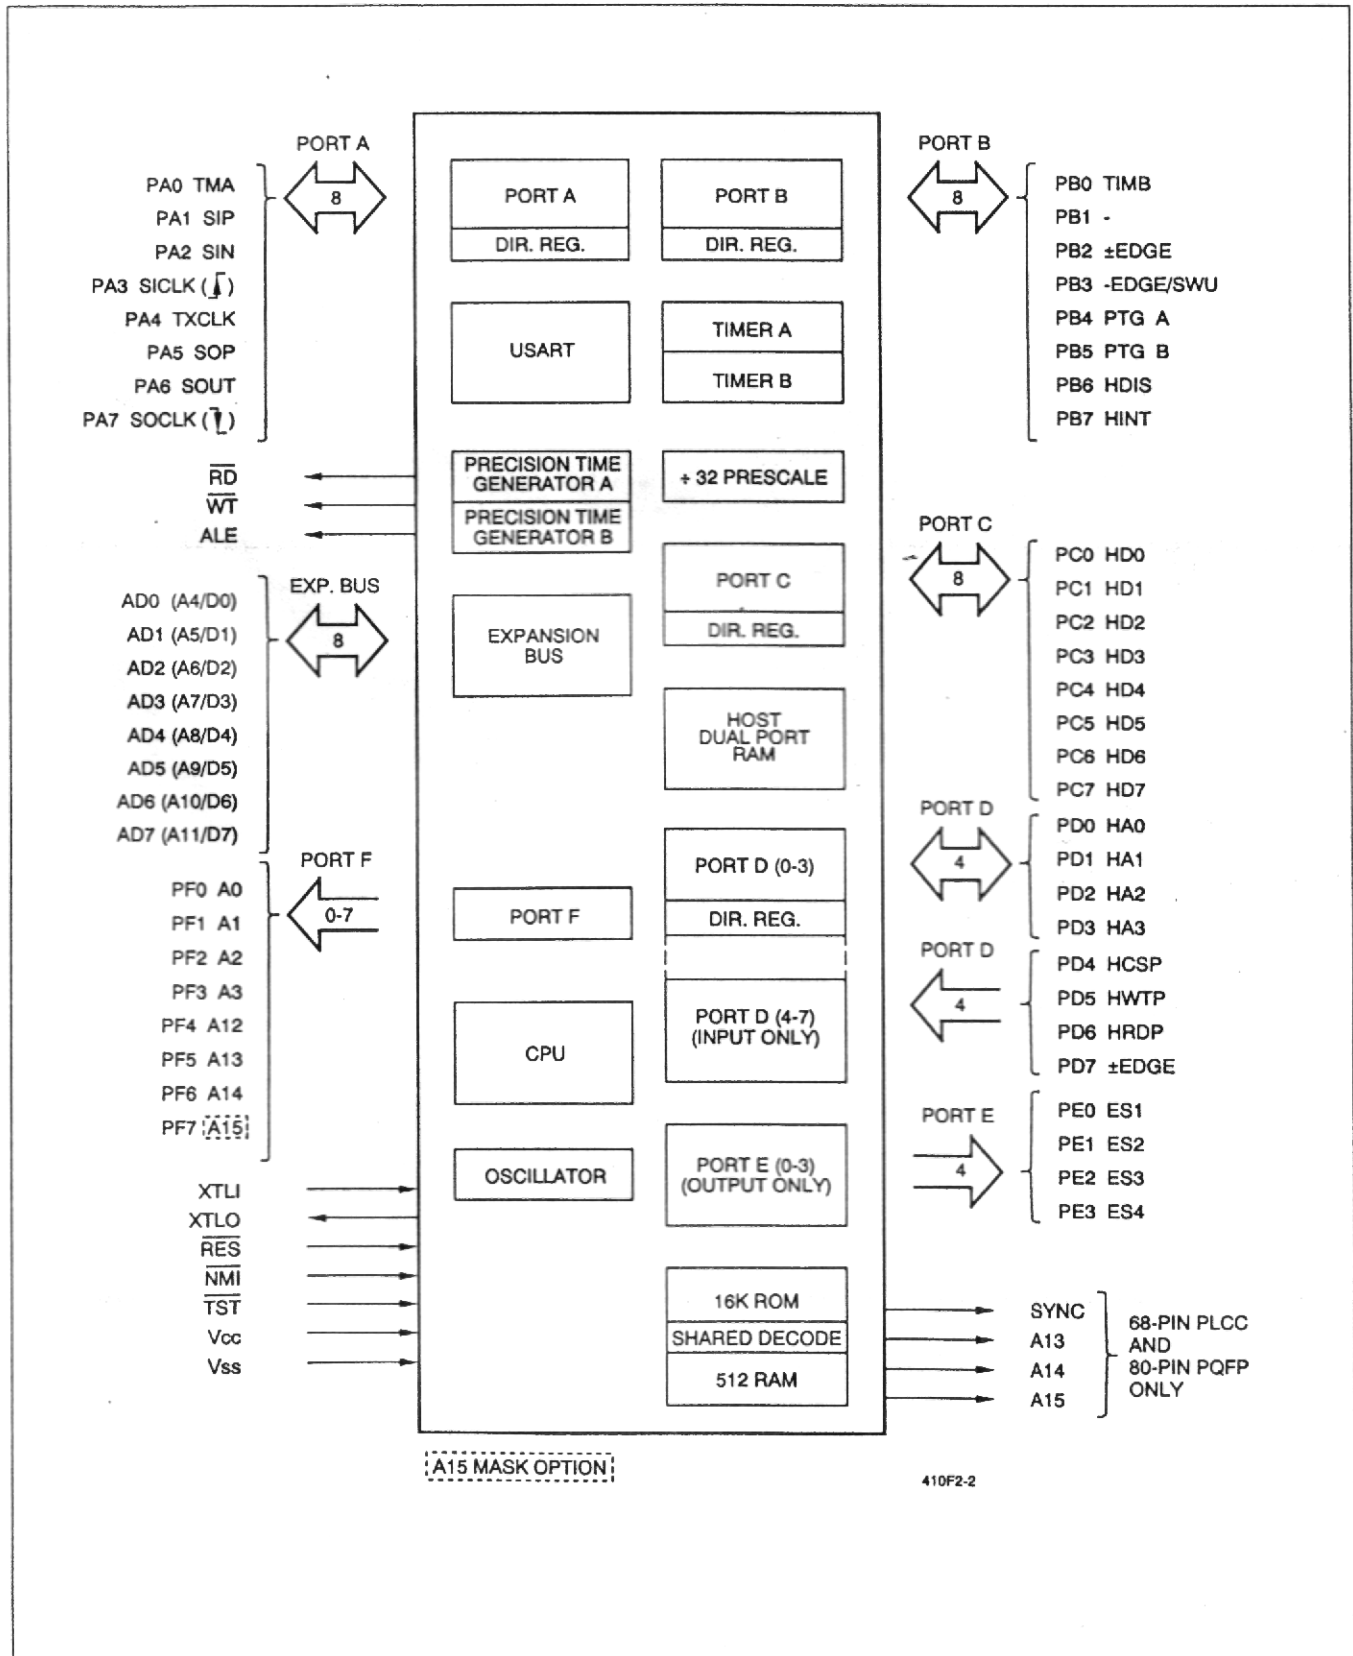 PORT A
8
PA0 TMA
PA1 SIP
PA2 SIN
PA3 SICLK ( )
PA4 TXCLK
PA5 SOP
PA6 SOUT
PA7 SOCLK ( )
RD
WT
ALE
EXP. BUS
8
AD0 (A4/D0)
AD1 (A5/D1)
AD2 (A6/D2)
AD3 (A7/D3)
AD4 (A8/D4)
AD5 (A9/D5)
AD6 (A10/D6)
AD7 (A11/D7)
PORT F
0-7
PF0 A0
PF1 A1
PF2 A2
PF3 A3
PF4 A12
PF5 A13
PF6 A14
PF7 A15
XTLI
XTLO
RES
NMI
TST
Vcc
Vss
PORT A
DIR. REG.
USART
PRECISION TIME
GENERATOR A
PRECISION TIME
GENERATOR B
EXPANSION
BUS
PORT F
CPU
OSCILLATOR
PORT B
DIR. REG.
TIMER A
TIMER B
÷ 32 PRESCALE
PORT C
DIR. REG.
HOST
DUAL PORT
RAM
PORT D (0-3)
DIR. REG.
PORT D (4-7)
(INPUT ONLY)
PORT E (0-3)
(OUTPUT ONLY)
16K ROM
SHARED DECODE
512 RAM
PORT B
8
PB0 TIMB
PB1 -
PB2 ±EDGE
PB3 -EDGE/SWU
PB4 PTG A
PB5 PTG B
PB6 HDIS
PB7 HINT
PORT C
8
PC0 HD0
PC1 HD1
PC2 HD2
PC3 HD3
PC4 HD4
PC5 HD5
PC6 HD6
PC7 HD7
PORT D
4
PD0 HA0
PD1 HA1
PD2 HA2
PD3 HA3
PORT D
4
PD4 HCSP
PD5 HWTP
PD6 HRDP
PD7 ±EDGE
PORT E
4
PE0 ES1
PE1 ES2
PE2 ES3
PE3 ES4
SYNC
A13
A14
A15
68-PIN PLCC
AND
80-PIN PQFP
ONLY
A15 MASK OPTION
410F2-2